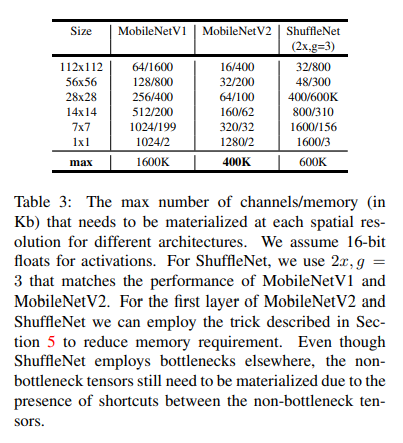 Size MobileNetV1 MobileNetV2 ShuffleNet
(2x,g=3)
112x112 64/1600 16/400 32/800
56x56 128/800 32/200 48/300
28x28 256/400 64/100 400/600K
14x14 512/200 160/62 800/310
7x7 1024/199 320/32 1600/156
1x1 1024/2 1280/2 1600/3
max 1600K 400K 600K
Table 3: The max number of channels/memory (in
Kb) that needs to be materialized at each spatial res-
olution for different architectures. We assume 16-bit
floats for activations. For ShuffleNet, we use 2x, g =
3 that matches the performance of MobileNetV1 and
MobileNetV2. For the first layer of MobileNetV2 and
ShuffleNet we can employ the trick described in Sec-
tion 5 to reduce memory requirement. Even though
ShuffleNet employs bottlenecks elsewhere, the non-
bottleneck tensors still need to be materialized due to the
presence of shortcuts between the non-bottleneck ten-
sors.